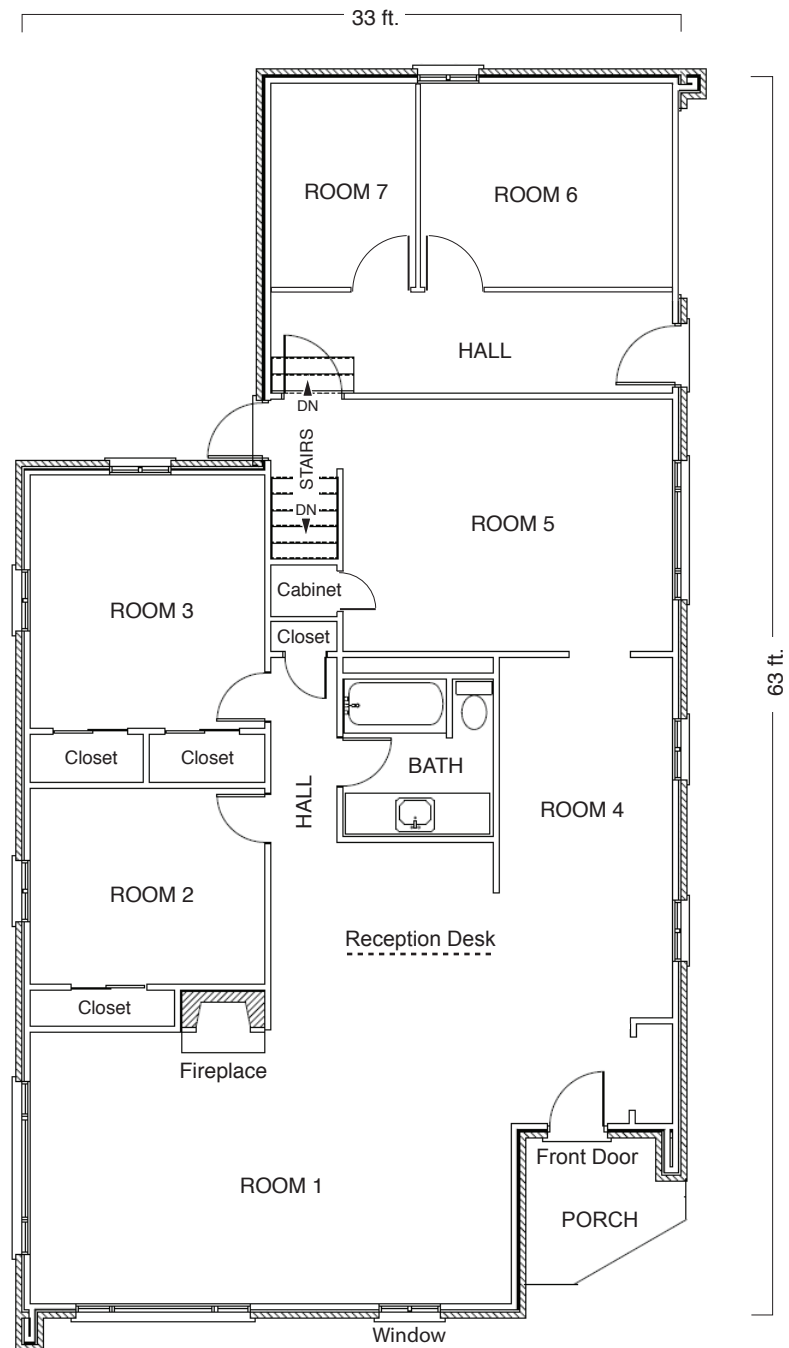 33 ft.
ROOM 7
ROOM 6
HALL
DN
STAIRS
DN
ROOM 5
ROOM 3
Cabinet
Closet
63 ft.
Closet
Closet
BATH
HALL
ROOM 4
ROOM 2
Reception Desk
Closet
Fireplace
Front Door
ROOM 1
PORCH
Window